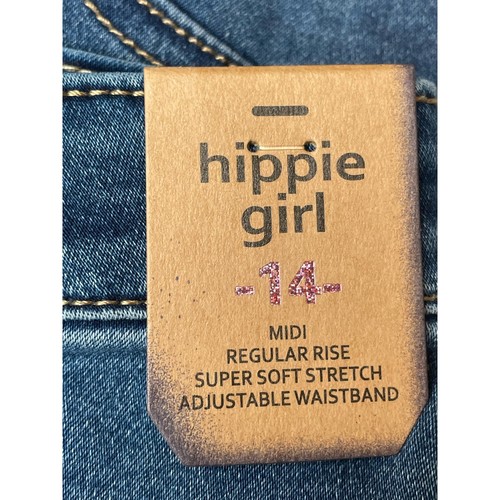 hippie
girl
-14-
MIDI
REGULAR RISE
SUPER SOFT STRETCH
ADJUSTABLE WAISTBAND